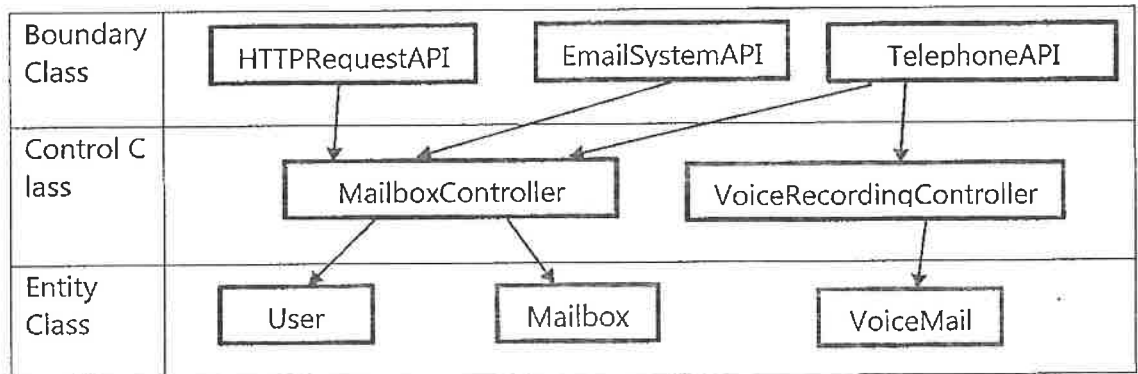 Boundary
Class
HTTPRequestAPI
EmailSystemAPI
TelephoneAPI
Control C
lass
MailboxController
VoiceRecordingController
Entity
Class
User
Mailbox
VoiceMail